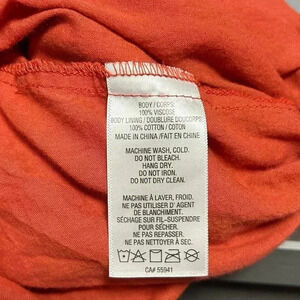 BODY / CORPS:
100% VISCOSE
BODY LINING / DOUBLURE DOUCORPS:
100% COTTON / COTON
MADE IN CHINA / FAIT EN CHINE
MACHINE WASH, COLD.
DO NOT BLEACH.
HANG DRY.
DO NOT IRON.
DO NOT DRY CLEAN.
MACHINE À LAVER, FROID.
NE PAS UTILISER D' AGENT
DE BLANCHIMENT.
SÉCHAGE SUR FIL-SUSPENDRE
POUR SÉCHER.
NE PAS REPASSER.
NE PAS NETTOYER À SEC.
CA# 55941